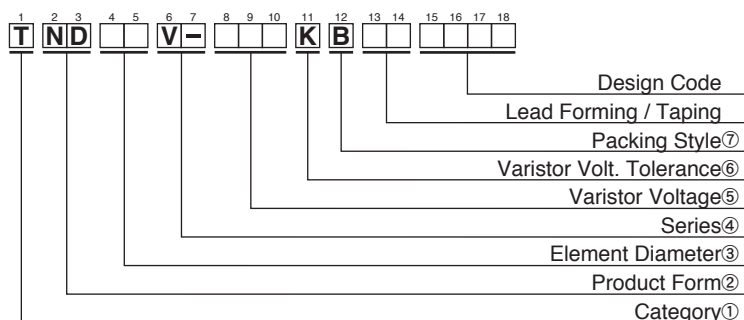 1 2 3 4 5 6 7 8 9 10 11 12 13 14 15 16 17 18
T ND V– K B
Design Code
Lead Forming / Taping
Packing Style⑦
Varistor Volt. Tolerance⑥
Varistor Voltage⑤
Series④
Element Diameter③
Product Form②
Category①